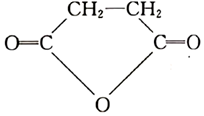 CH₂—CH₂
O=C C=O
O